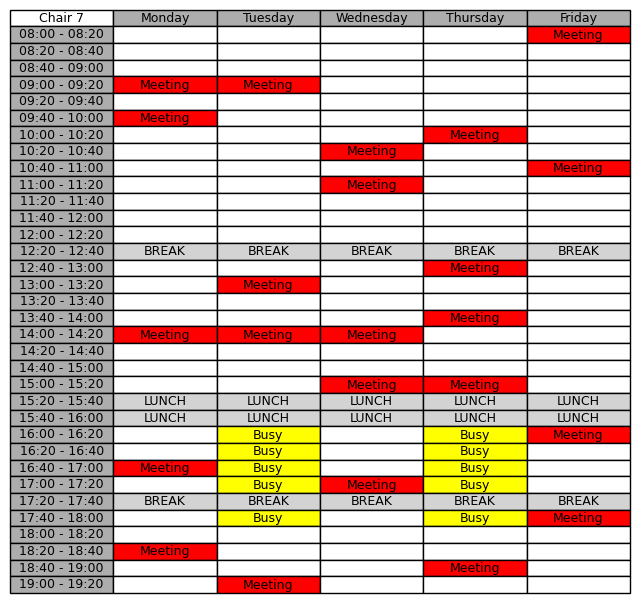 Chair 7 Monday Tuesday Wednesday Thursday Friday
08:00 - 08:20 Meeting
08:20 - 08:40
08:40 - 09:00
09:00 - 09:20 Meeting Meeting
09:20 - 09:40
09:40 - 10:00 Meeting
10:00 - 10:20 Meeting
10:20 - 10:40 Meeting
10:40 - 11:00 Meeting
11:00 - 11:20 Meeting
11:20 - 11:40
11:40 - 12:00
12:00 - 12:20
12:20 - 12:40 BREAK BREAK BREAK BREAK BREAK
12:40 - 13:00 Meeting
13:00 - 13:20 Meeting
13:20 - 13:40
13:40 - 14:00 Meeting
14:00 - 14:20 Meeting Meeting Meeting
14:20 - 14:40
14:40 - 15:00
15:00 - 15:20 Meeting Meeting
15:20 - 15:40 LUNCH LUNCH LUNCH LUNCH LUNCH
15:40 - 16:00 LUNCH LUNCH LUNCH LUNCH LUNCH
16:00 - 16:20 Busy Busy Meeting
16:20 - 16:40 Busy Busy
16:40 - 17:00 Meeting Busy Busy
17:00 - 17:20 Busy Meeting Busy
17:20 - 17:40 BREAK BREAK BREAK BREAK BREAK
17:40 - 18:00 Busy Busy Meeting
18:00 - 18:20
18:20 - 18:40 Meeting
18:40 - 19:00 Meeting
19:00 - 19:20 Meeting